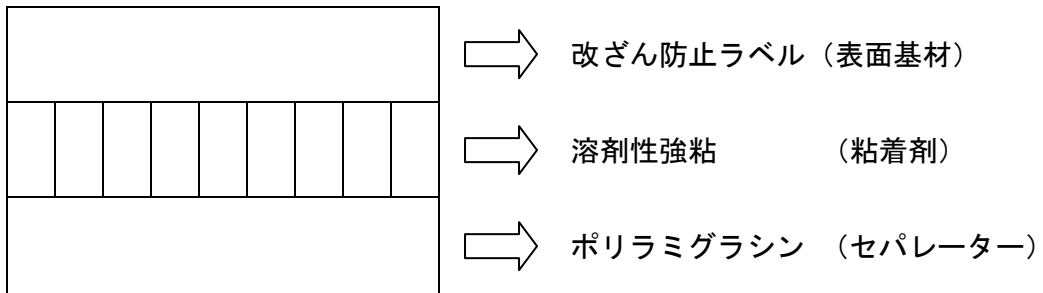 改ざん防止ラベル（表面基材）
溶剤性強粘　　　　（粘着剤）
ポリラミグラシン　（セパレーター）